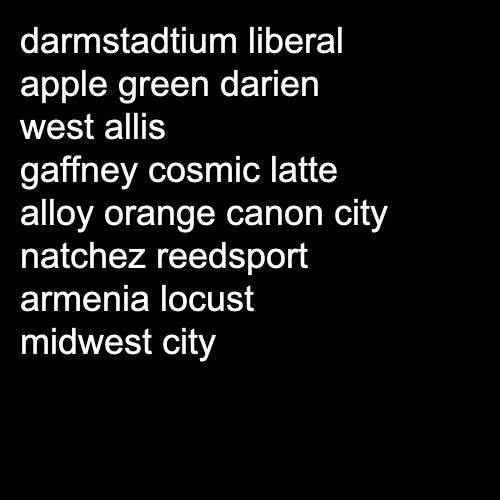 darmstadtium liberal
apple green darien
west allis
gaffney cosmic latte
alloy orange canon city
natchez reedsport
armenia locust
midwest city